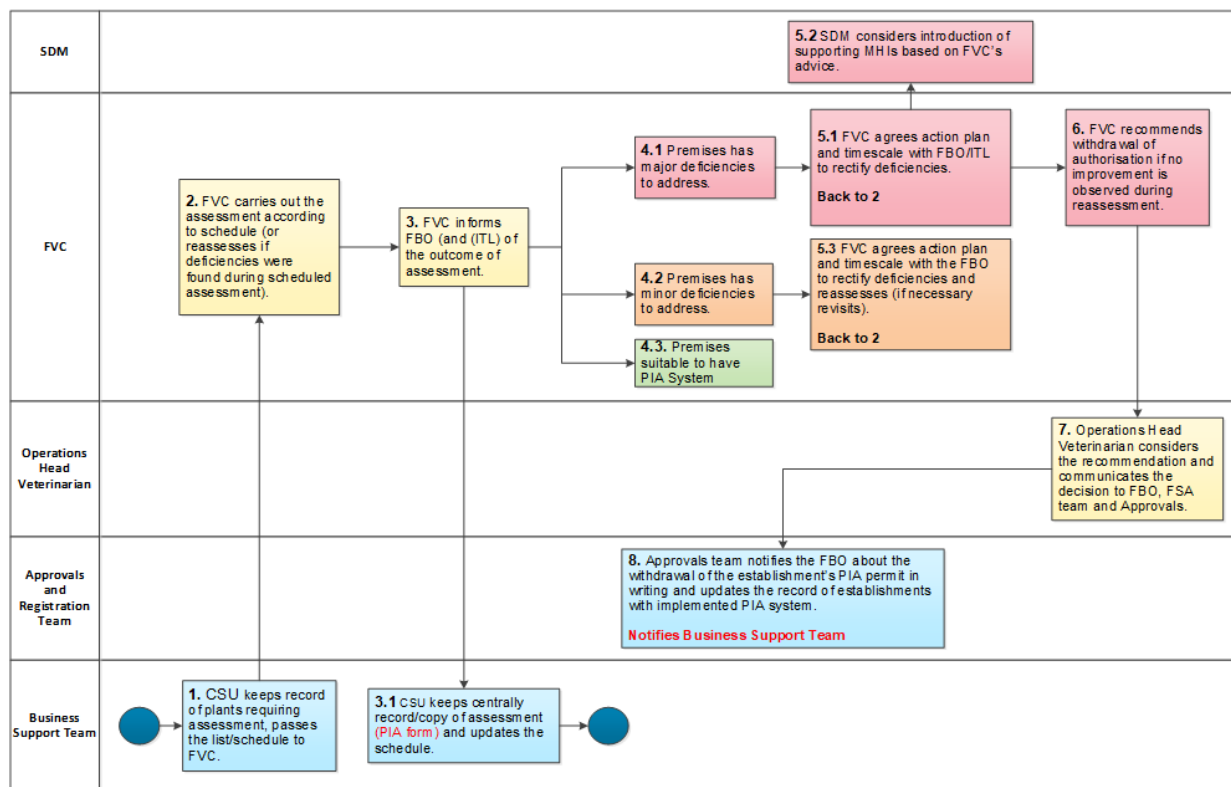 SDM
5.2 SDM considers introduction of
supporting MHIs based on FVC's
advice.
FVC
2. FVC carries out the
assessment according
to schedule (or
reassesses if
deficiencies were
found during scheduled
assessment).
3. FVC informs
FBO (and (ITL) of
the outcome of
assessment.
4.1 Premises has
major deficiencies
to address.
5.1 FVC agrees action plan
and timescale with FBO/ITL
to rectify deficiencies.
Back to 2
6. FVC recommends
withdrawal of
authorisation if no
improvement is
observed during
reassessment.
4.2 Premises has
minor deficiencies
to address.
5.3 FVC agrees action plan
and timescale with the FBO
to rectify deficiencies and
reassesses (if necessary
revisits).
Back to 2
4.3. Premises
suitable to have
PIA System
Operations
Head
Veterinarian
7. Operations Head
Veterinarian considers
the recommendation and
communicates the
decision to FBO, FSA
team and Approvals.
Approvals
and
Registration
Team
8. Approvals team notifies the FBO about the
withdrawal of the establishment's PIA permit in
writing and updates the record of establishments
with implemented PIA system.
Notifies Business Support Team
Business
Support Team
1. CSU keeps record
of plants requiring
assessment, passes
the list/schedule to
FVC.
3.1 CSU keeps centrally
record/copy of assessment
(PIA form) and updates the
schedule.